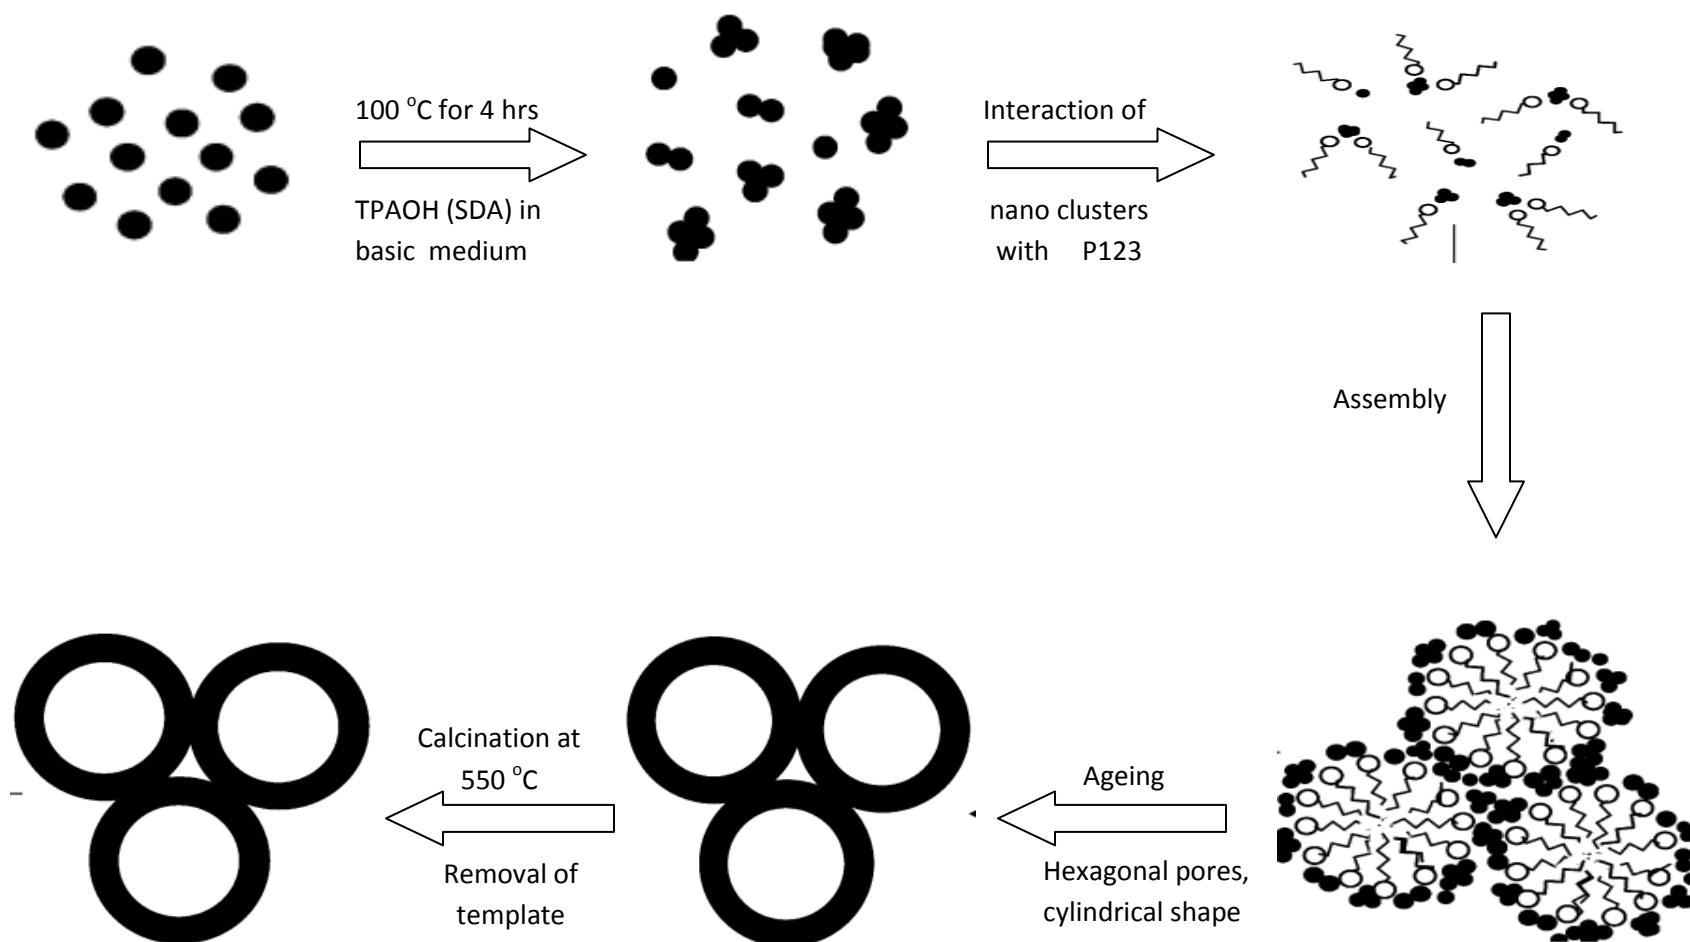 100 °C for 4 hrs
TPAOH (SDA) in
basic medium
Interaction of
nano clusters
with P123
Assembly
Ageing
Hexagonal pores,
cylindrical shape
Calcination at
550 °C
Removal of
template